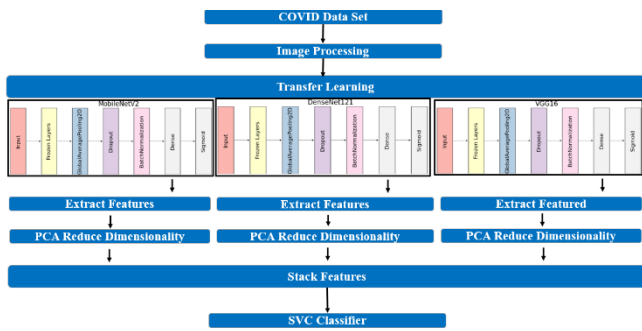 COVID Data Set
Image Processing
Transfer Learning
MobileNetV2
DenseNet121
VGG16
Input
Frozen Layers
GlobalAveragePooling2D
Dropout
BatchNormalization
Dense
Sigmoid
Input
Frozen Layers
GlobalAveragePooling2D
Dropout
BatchNormalization
Dense
Sigmoid
Input
Frozen Layers
GlobalAveragePooling2D
Dropout
BatchNormalization
Dense
Sigmoid
Extract Features
Extract Features
Extract Featured
PCA Reduce Dimensionality
PCA Reduce Dimensionality
PCA Reduce Dimensionality
Stack Features
SVC Classifier